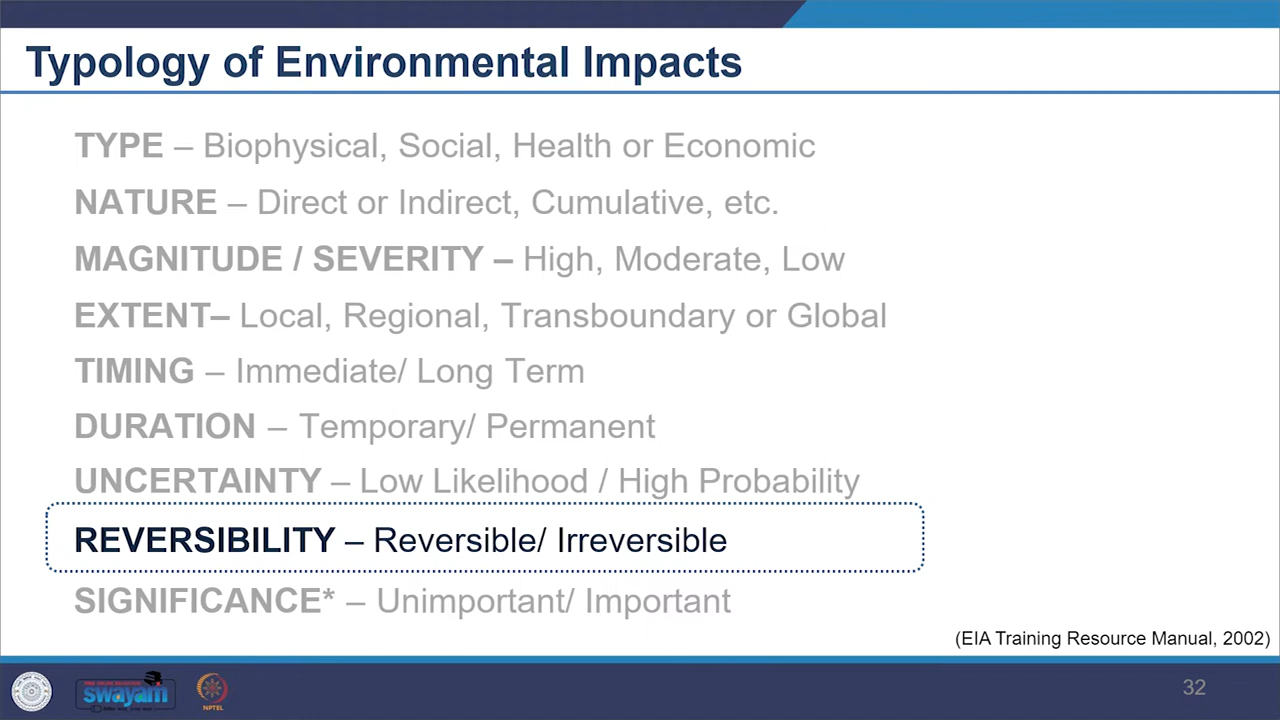 Typology of Environmental Impacts
TYPE – Biophysical, Social, Health or Economic
NATURE – Direct or Indirect, Cumulative, etc.
MAGNITUDE / SEVERITY – High, Moderate, Low
EXTENT– Local, Regional, Transboundary or Global
TIMING – Immediate/ Long Term
DURATION – Temporary/ Permanent
UNCERTAINTY – Low Likelihood / High Probability
REVERSIBILITY – Reversible/ Irreversible
SIGNIFICANCE* – Unimportant/ Important
(EIA Training Resource Manual, 2002)
swayam
NPTEL
32